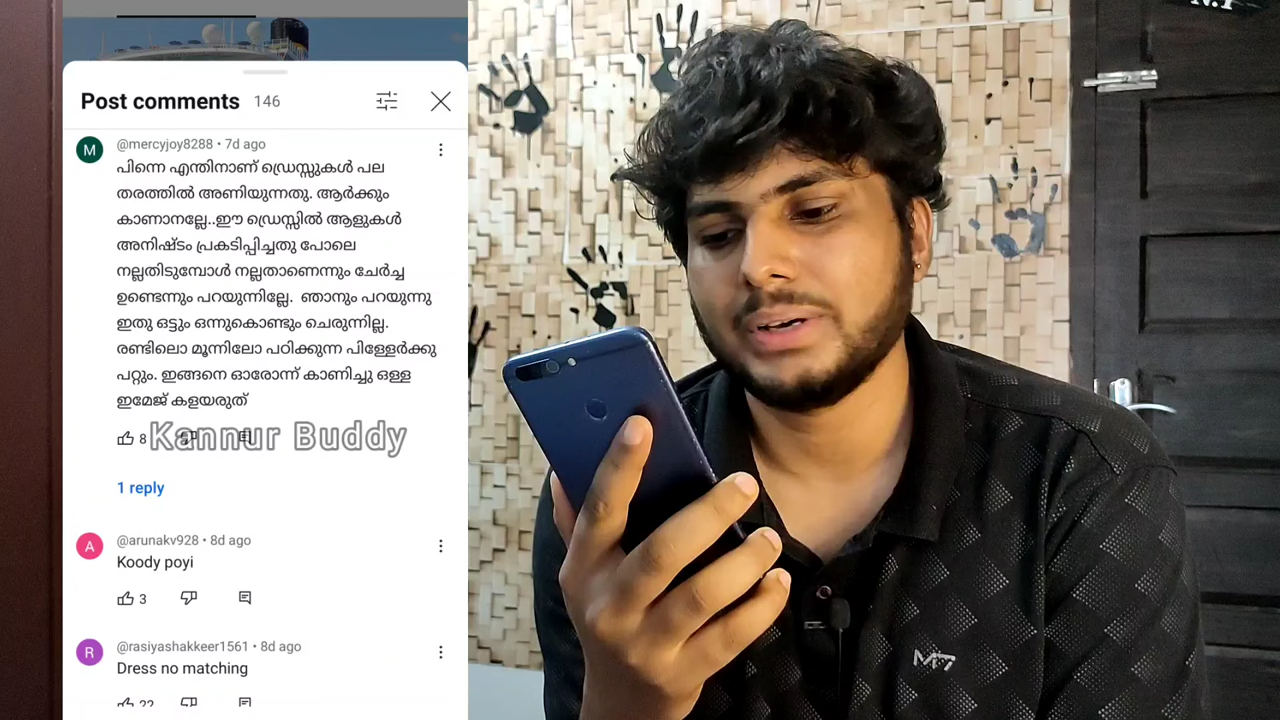 N.1
Post comments 146
@mercyjoy8288 • 7d ago
പിന്നെ എന്തിനാണ് ഡ്രെസ്സുകൾ പല
തരത്തിൽ അണിയുന്നതു. ആർക്കും
കാണാനല്ലേ..ഈ ഡ്രെസ്സിൽ ആളുകൾ
അനിഷ്ടം പ്രകടിപ്പിച്ചതു പോലെ
നല്ലതിടുമ്പോൾ നല്ലതാണെന്നും ചേർച്ച
ഉണ്ടെന്നും പറയുന്നില്ലേ. ഞാനും പറയുന്നു
ഇതു ഒട്ടും ഒന്നുകൊണ്ടും ചെരുന്നില്ല.
രണ്ടിലൊ മൂന്നിലോ പഠിക്കുന്ന പിള്ളേർക്കു
പറ്റും. ഇങ്ങനെ ഓരോന്ന് കാണിച്ചു ഒള്ള
ഇമേജ് കളയരുത്
8
Kannur Buddy
1 reply
@arunakv928 • 8d ago
Koody poyi
3
@rasiyashakkeer1561 • 8d ago
Dress no matching
22
M7